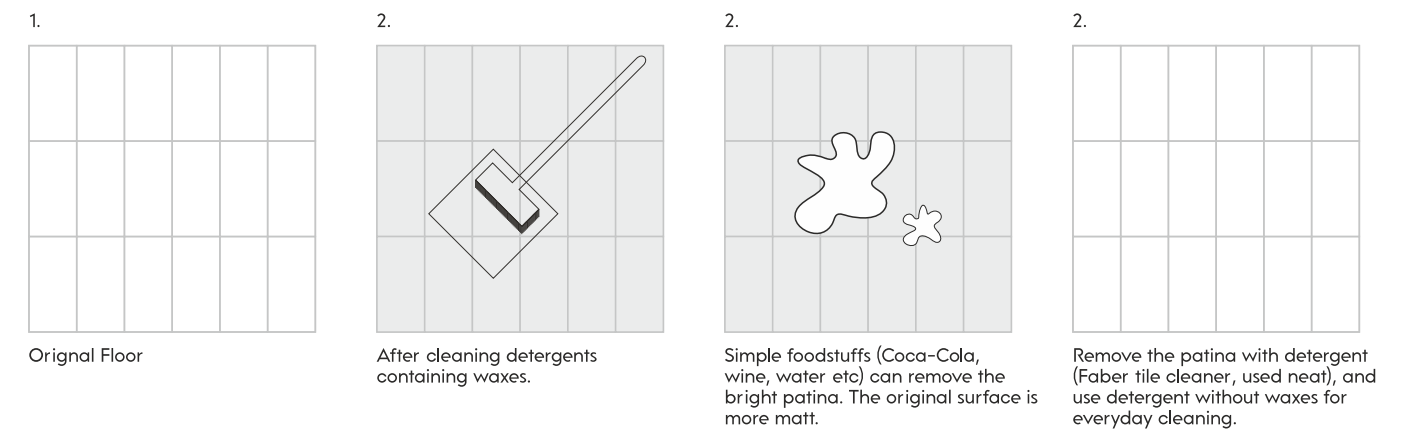 1.
Orignal Floor
2.
After cleaning detergents
containing waxes.
2.
Simple foodstuffs (Coca-Cola,
wine, water etc) can remove the
bright patina. The original surface is
more matt.
2.
Remove the patina with detergent
(Faber tile cleaner, used neat), and
use detergent without waxes for
everyday cleaning.